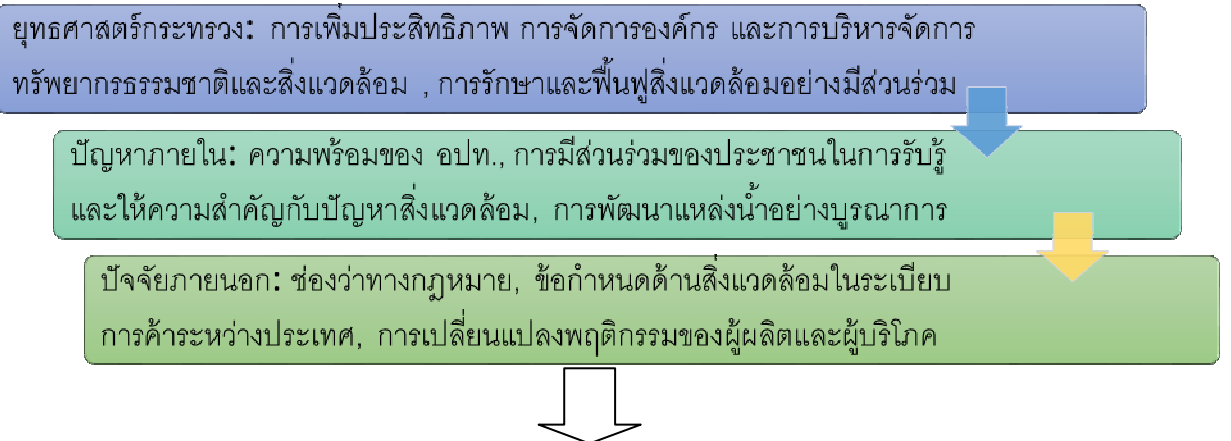 ยุทธศาสตร์กระทรวง: การเพิ่มประสิทธิภาพ การจัดการองค์กร และการบริหารจัดการ
ทรัพยากรธรรมชาติและสิ่งแวดล้อม , การรักษาและฟื้นฟูสิ่งแวดล้อมอย่างมีส่วนร่วม
ปัญหาภายใน: ความพร้อมของ อปท., การมีส่วนร่วมของประชาชนในการรับรู้
และให้ความสำคัญกับปัญหาสิ่งแวดล้อม, การพัฒนาแหล่งน้ำอย่างบูรณาการ
ปัจจัยภายนอก: ช่องว่าทางกฎหมาย, ข้อกำหนดด้านสิ่งแวดล้อมในระเบียบ
การค้าระหว่างประเทศ, การเปลี่ยนแปลงพฤติกรรมของผู้ผลิตและผู้บริโภค